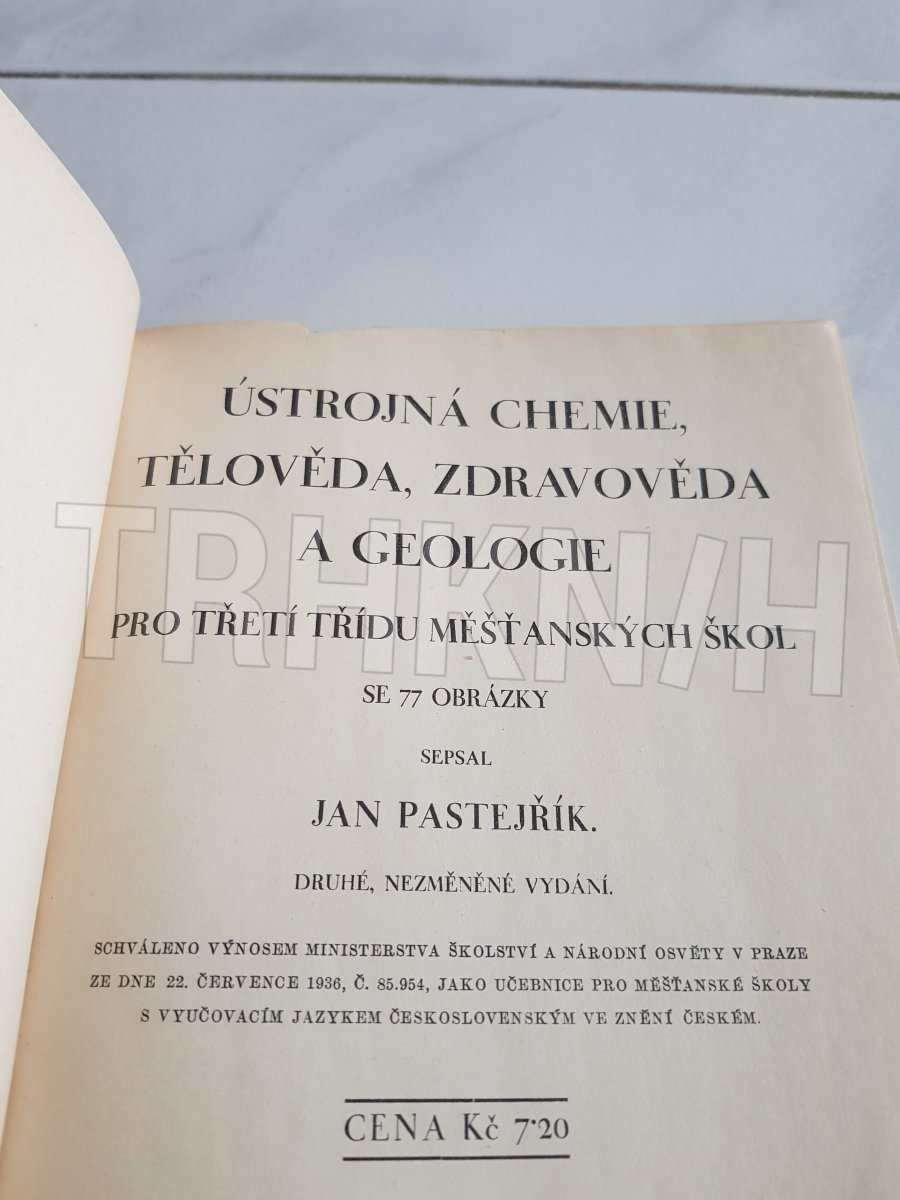 ÚSTROJNÁ CHEMIE,
TĚLOVĚDA, ZDRAVOVĚDA
A GEOLOGIE
PRO TŘETÍ TŘÍDU MĚŠŤANSKÝCH ŠKOL
SE 77 OBRÁZKY
SEPSAL
JAN PASTEJŘÍK.
DRUHÉ, NEZMĚNĚNÉ VYDÁNÍ.
SCHVÁLENO VÝNOSEM MINISTERSTVA ŠKOLSTVÍ A NÁRODNÍ OSVĚTY V PRAZE
ZE DNE 22. ČERVENCE 1936, Č. 85.954, JAKO UČEBNICE PRO MĚŠŤANSKÉ ŠKOLY
S VYUČOVACÍM JAZYKEM ČESKOSLOVENSKÝM VE ZNĚNÍ ČESKÉM.
CENA Kč 7·20
TRHKN/H